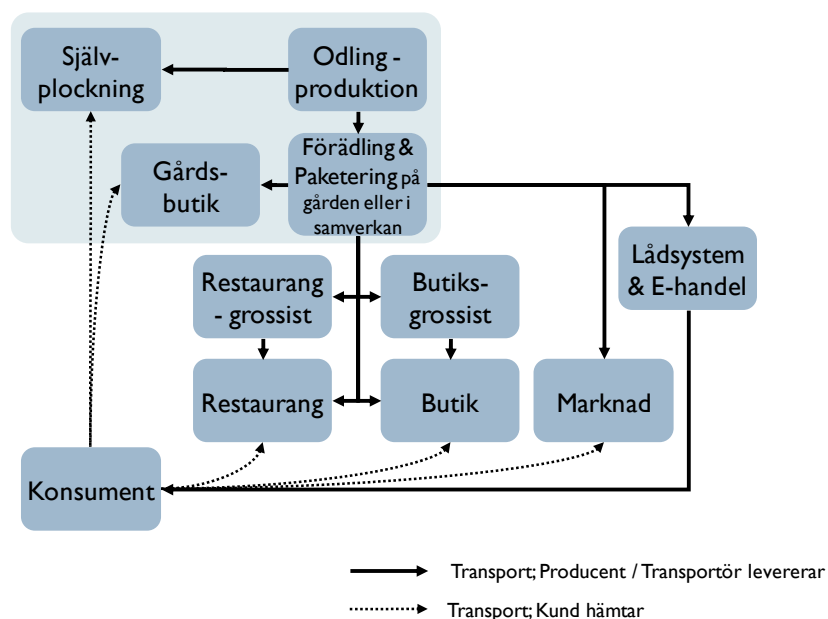 Själv-
plockning
Odling -
produktion
Förädling &
Paketering på
gården eller i
samverkan
Gårds-
butik
Lådsystem
& E-handel
Restaurang
- grossist
Butiks-
grossist
Restaurang
Butik
Marknad
Konsument
Transport; Producent / Transportör levererar
Transport; Kund hämtar